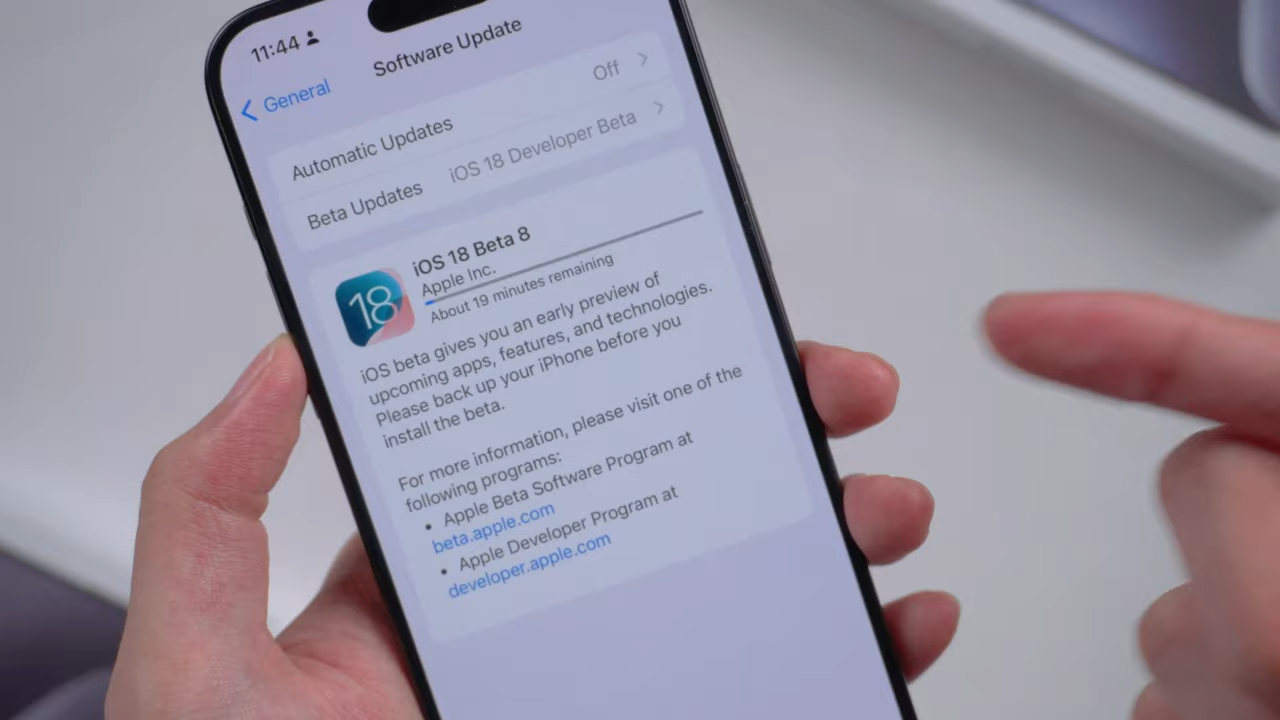 11:44
Software Update
General
Automatic Updates Off
Beta Updates iOS 18 Developer Beta
18
iOS 18 Beta 8
Apple Inc.
About 19 minutes remaining
iOS beta gives you an early preview of
upcoming apps, features, and technologies.
Please back up your iPhone before you
install the beta.
For more information, please visit one of the
following programs:
• Apple Beta Software Program at
beta.apple.com
• Apple Developer Program at
developer.apple.com